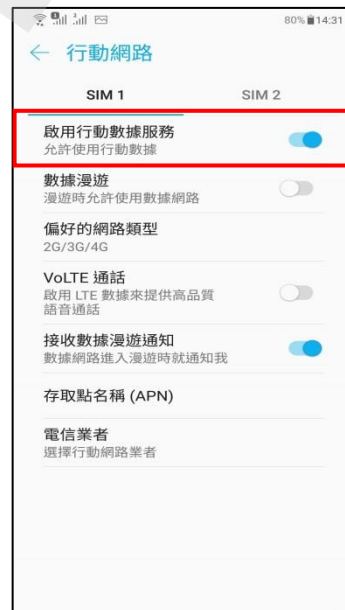 80% 14:31
← 行動網路
SIM 1 SIM 2
啟用行動數據服務
允許使用行動數據
數據漫遊
漫遊時允許使用數據網路
偏好的網路類型
2G/3G/4G
VoLTE 通話
啟用 LTE 數據來提供高品質
語音通話
接收數據漫遊通知
數據網路進入漫遊時就通知我
存取點名稱 (APN)
電信業者
選擇行動網路業者